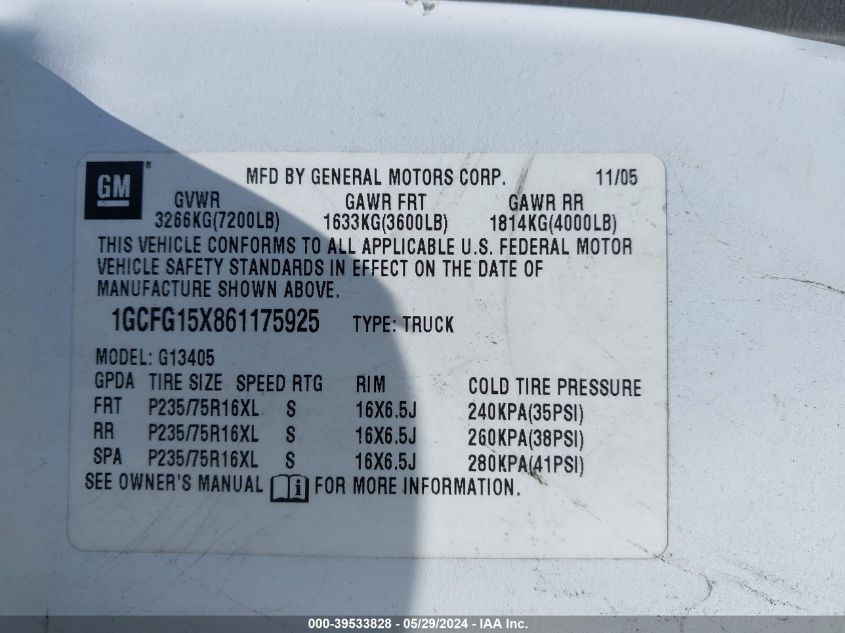 GM® MFD BY GENERAL MOTORS CORP. 11/05
GVWR GAWR FRT GAWR RR
3266KG(7200LB) 1633KG(3600LB) 1814KG(4000LB)
THIS VEHICLE CONFORMS TO ALL APPLICABLE U.S. FEDERAL MOTOR
VEHICLE SAFETY STANDARDS IN EFFECT ON THE DATE OF
MANUFACTURE SHOWN ABOVE.
1GCFG15X861175925 TYPE: TRUCK
MODEL: G13405
GPDA TIRE SIZE SPEED RTG RIM COLD TIRE PRESSURE
FRT P235/75R16XL S 16X6.5J 240KPA(35PSI)
RR P235/75R16XL S 16X6.5J 260KPA(38PSI)
SPA P235/75R16XL S 16X6.5J 280KPA(41PSI)
SEE OWNER'S MANUAL i FOR MORE INFORMATION.
000-39533828 - 05/29/2024 - IAA Inc.